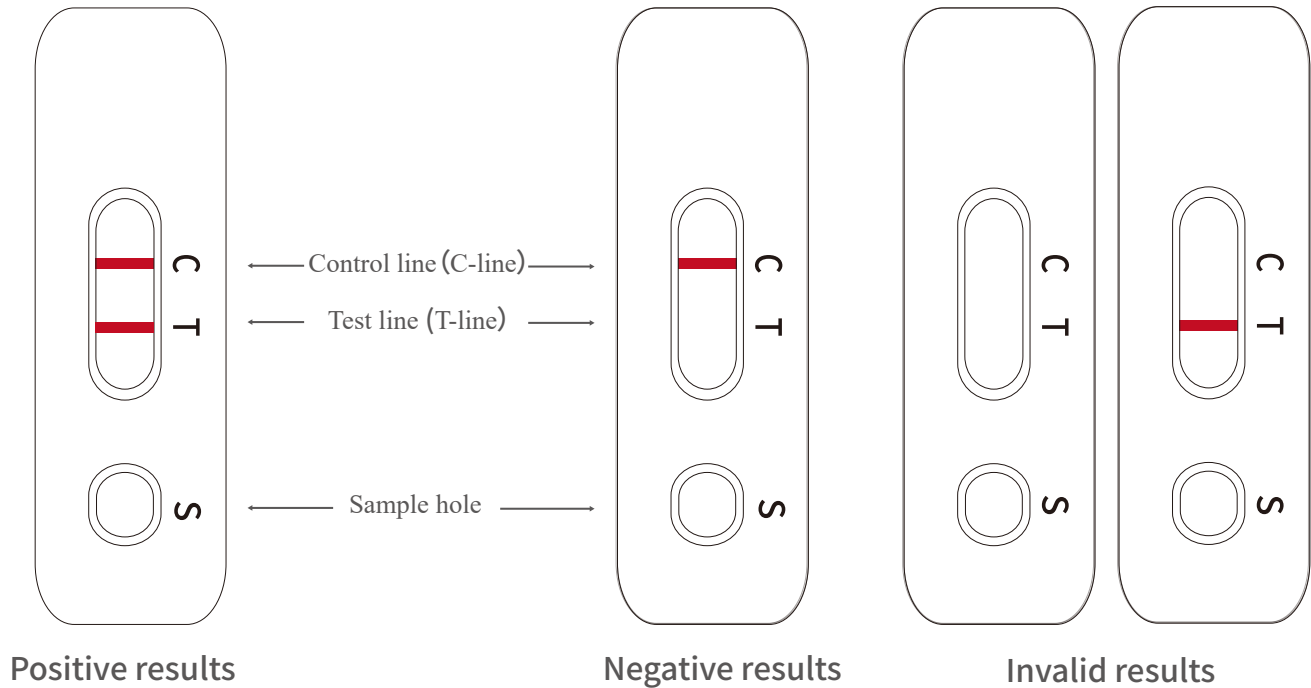 C
T
S
Control line (C-line)
Test line (T-line)
Sample hole
C
T
S
C
T
S
C
T
S
Positive results
Negative results
Invalid results